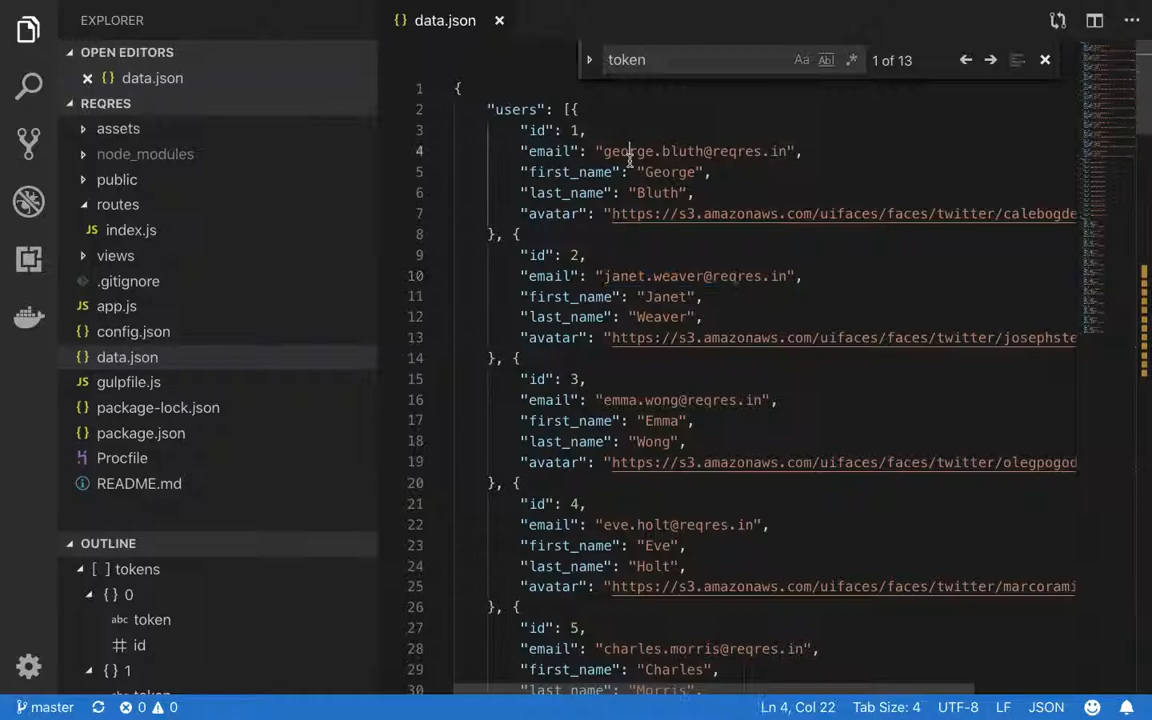 EXPLORER
OPEN EDITORS
{} data.json
REQRES
assets
node_modules
public
routes
JS index.js
views
.gitignore
JS app.js
{} config.json
{} data.json
JS gulpfile.js
{} package-lock.json
{} package.json
Procfile
README.md
OUTLINE
[ ] tokens
{} 0
abc token
# id
{} 1
{} data.json
token
Aa Abl .* 1 of 13
1 {
2 "users": [{
3 "id": 1,
4 "email": "george.bluth@reqres.in",
5 "first_name": "George",
6 "last_name": "Bluth",
7 "avatar": "https://s3.amazonaws.com/uifaces/faces/twitter/calebogde
8 }, {
9 "id": 2,
10 "email": "janet.weaver@reqres.in",
11 "first_name": "Janet",
12 "last_name": "Weaver",
13 "avatar": "https://s3.amazonaws.com/uifaces/faces/twitter/josephste
14 }, {
15 "id": 3,
16 "email": "emma.wong@reqres.in",
17 "first_name": "Emma",
18 "last_name": "Wong",
19 "avatar": "https://s3.amazonaws.com/uifaces/faces/twitter/olegpogod
20 }, {
21 "id": 4,
22 "email": "eve.holt@reqres.in",
23 "first_name": "Eve",
24 "last_name": "Holt",
25 "avatar": "https://s3.amazonaws.com/uifaces/faces/twitter/marcorami
26 }, {
27 "id": 5,
28 "email": "charles.morris@reqres.in",
29 "first_name": "Charles",
30 "last_name": "Morris",
master 0 0 Ln 4, Col 22 Tab Size: 4 UTF-8 LF JSON